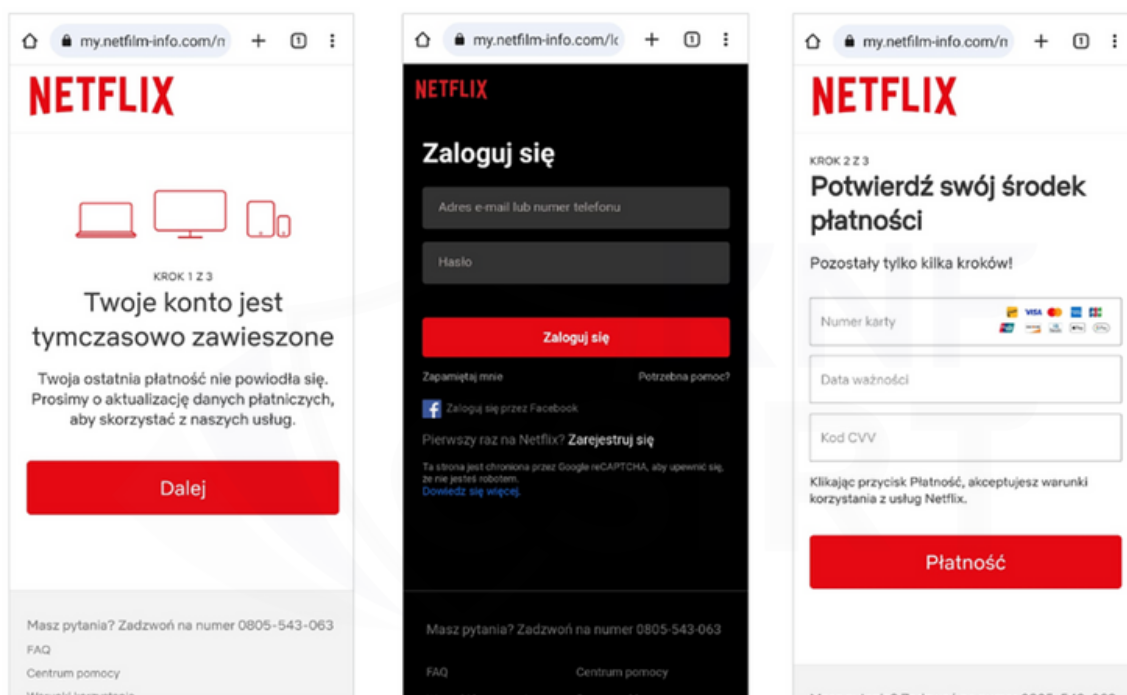 my.netfilm-info.com/n
1
NETFLIX
KROK 1 Z 3
Twoje konto jest
tymczasowo zawieszone
Twoja ostatnia płatność nie powiodła się.
Prosimy o aktualizację danych płatniczych,
aby skorzystać z naszych usług.
Dalej
Masz pytania? Zadzwoń na numer 0805-543-063
FAQ
Centrum pomocy
my.netfilm-info.com/lo
1
NETFLIX
Zaloguj się
Adres e-mail lub numer telefonu
Hasło
Zaloguj się
Zapamiętaj mnie
Potrzebna pomoc?
Zaloguj się przez Facebook
Pierwszy raz na Netflix? Zarejestruj się
Ta strona jest chroniona przez Google reCAPTCHA, aby upewnić się,
że nie jesteś robotem.
Dowiedz się więcej.
Masz pytania? Zadzwoń na numer 0805-543-063
FAQ
Centrum pomocy
my.netfilm-info.com/n
1
NETFLIX
KROK 2 Z 3
Potwierdź swój środek
płatności
Pozostały tylko kilka kroków!
Numer karty
VISA
Data ważności
Kod CVV
Klikając przycisk Płatność, akceptujesz warunki
korzystania z usług Netflix.
Płatność